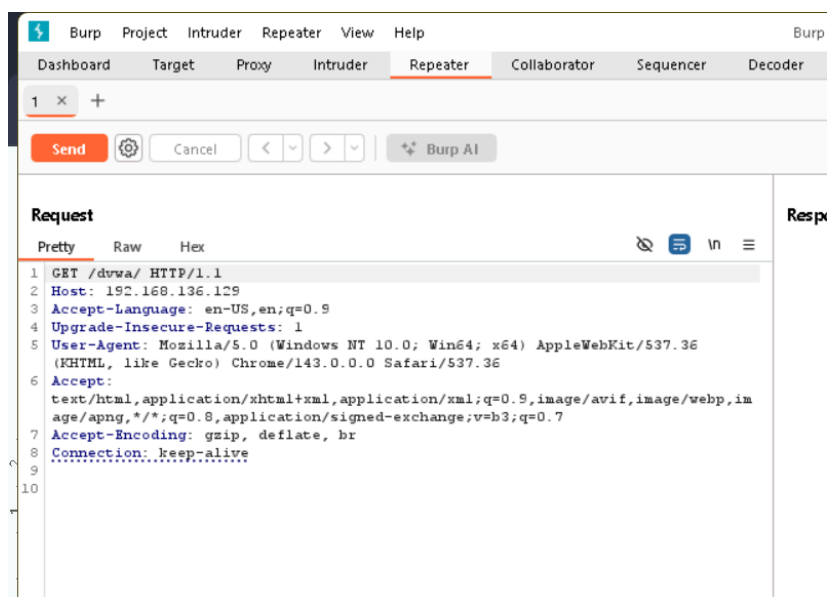 Burp Project Intruder Repeater View Help Burp
Dashboard Target Proxy Intruder Repeater Collaborator Sequencer Decoder
1 × +
Send Cancel < > Burp AI
Request Respo
Pretty Raw Hex \n
1 GET /dvwa/ HTTP/1.1
2 Host: 192.168.136.129
3 Accept-Language: en-US,en;q=0.9
4 Upgrade-Insecure-Requests: 1
5 User-Agent: Mozilla/5.0 (Windows NT 10.0; Win64; x64) AppleWebKit/537.36
(KHTML, like Gecko) Chrome/143.0.0.0 Safari/537.36
6 Accept:
text/html,application/xhtml+xml,application/xml;q=0.9,image/avif,image/webp,im
age/apng,*/*;q=0.8,application/signed-exchange;v=b3;q=0.7
7 Accept-Encoding: gzip, deflate, br
8 Connection: keep-alive
9
10